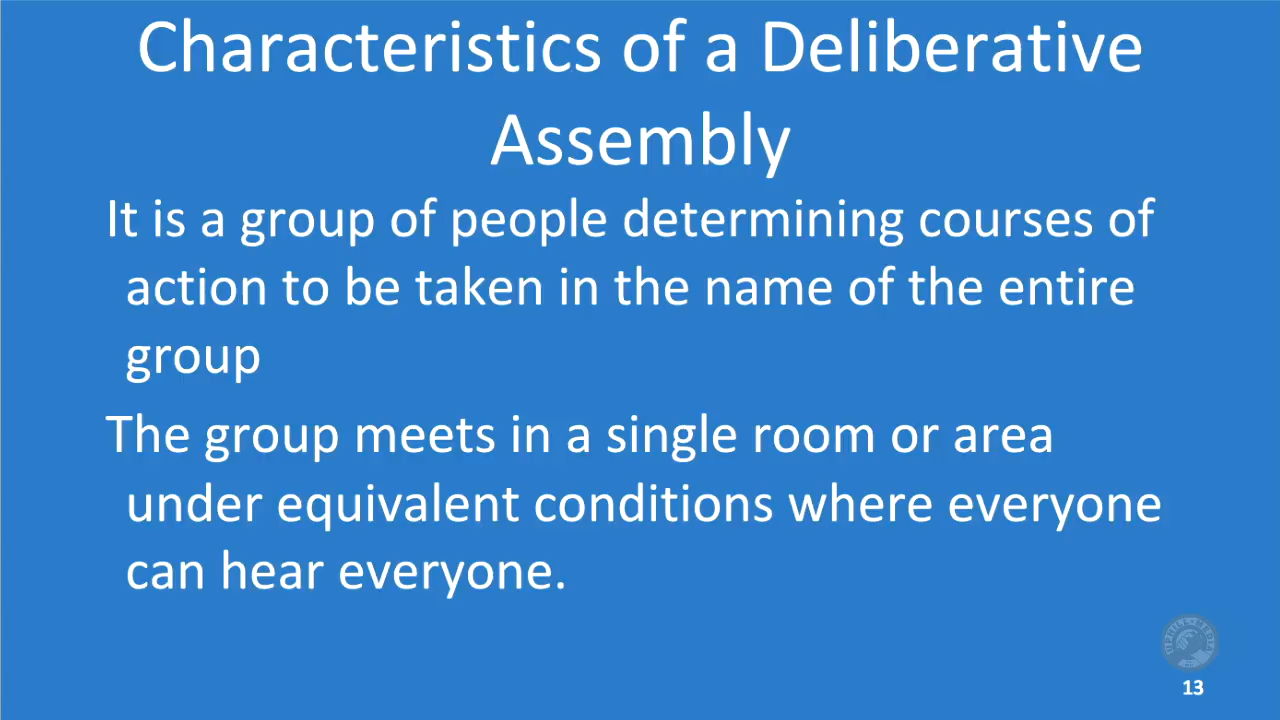 Characteristics of a Deliberative
Assembly
It is a group of people determining courses of
action to be taken in the name of the entire
group
The group meets in a single room or area
under equivalent conditions where everyone
can hear everyone.
13